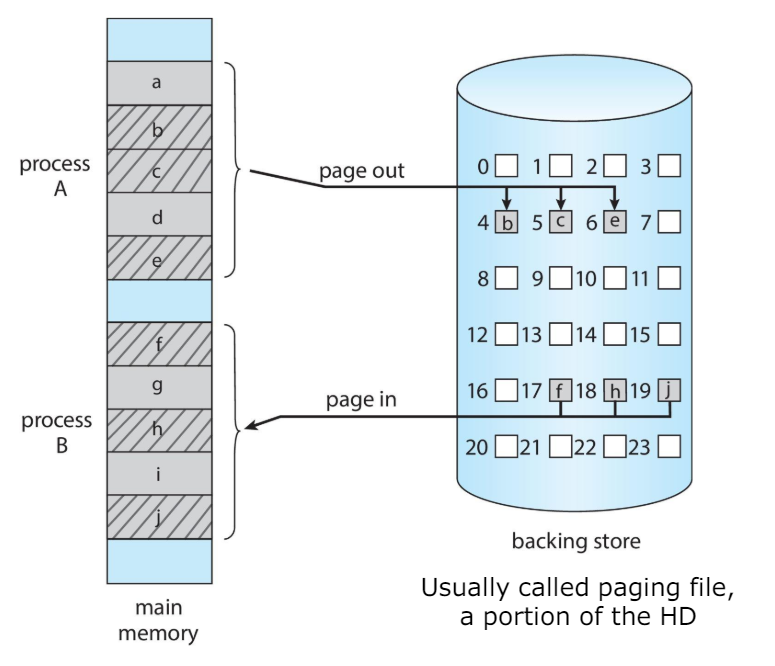 a
b
process
A
c
d
e
f
g
process
B
h
i
j
main
memory
page out
page in
0 1 2 3
4 b 5 c 6 e 7
8 9 10 11
12 13 14 15
16 17 f 18 h 19 j
20 21 22 23
backing store
Usually called paging file,
a portion of the HD